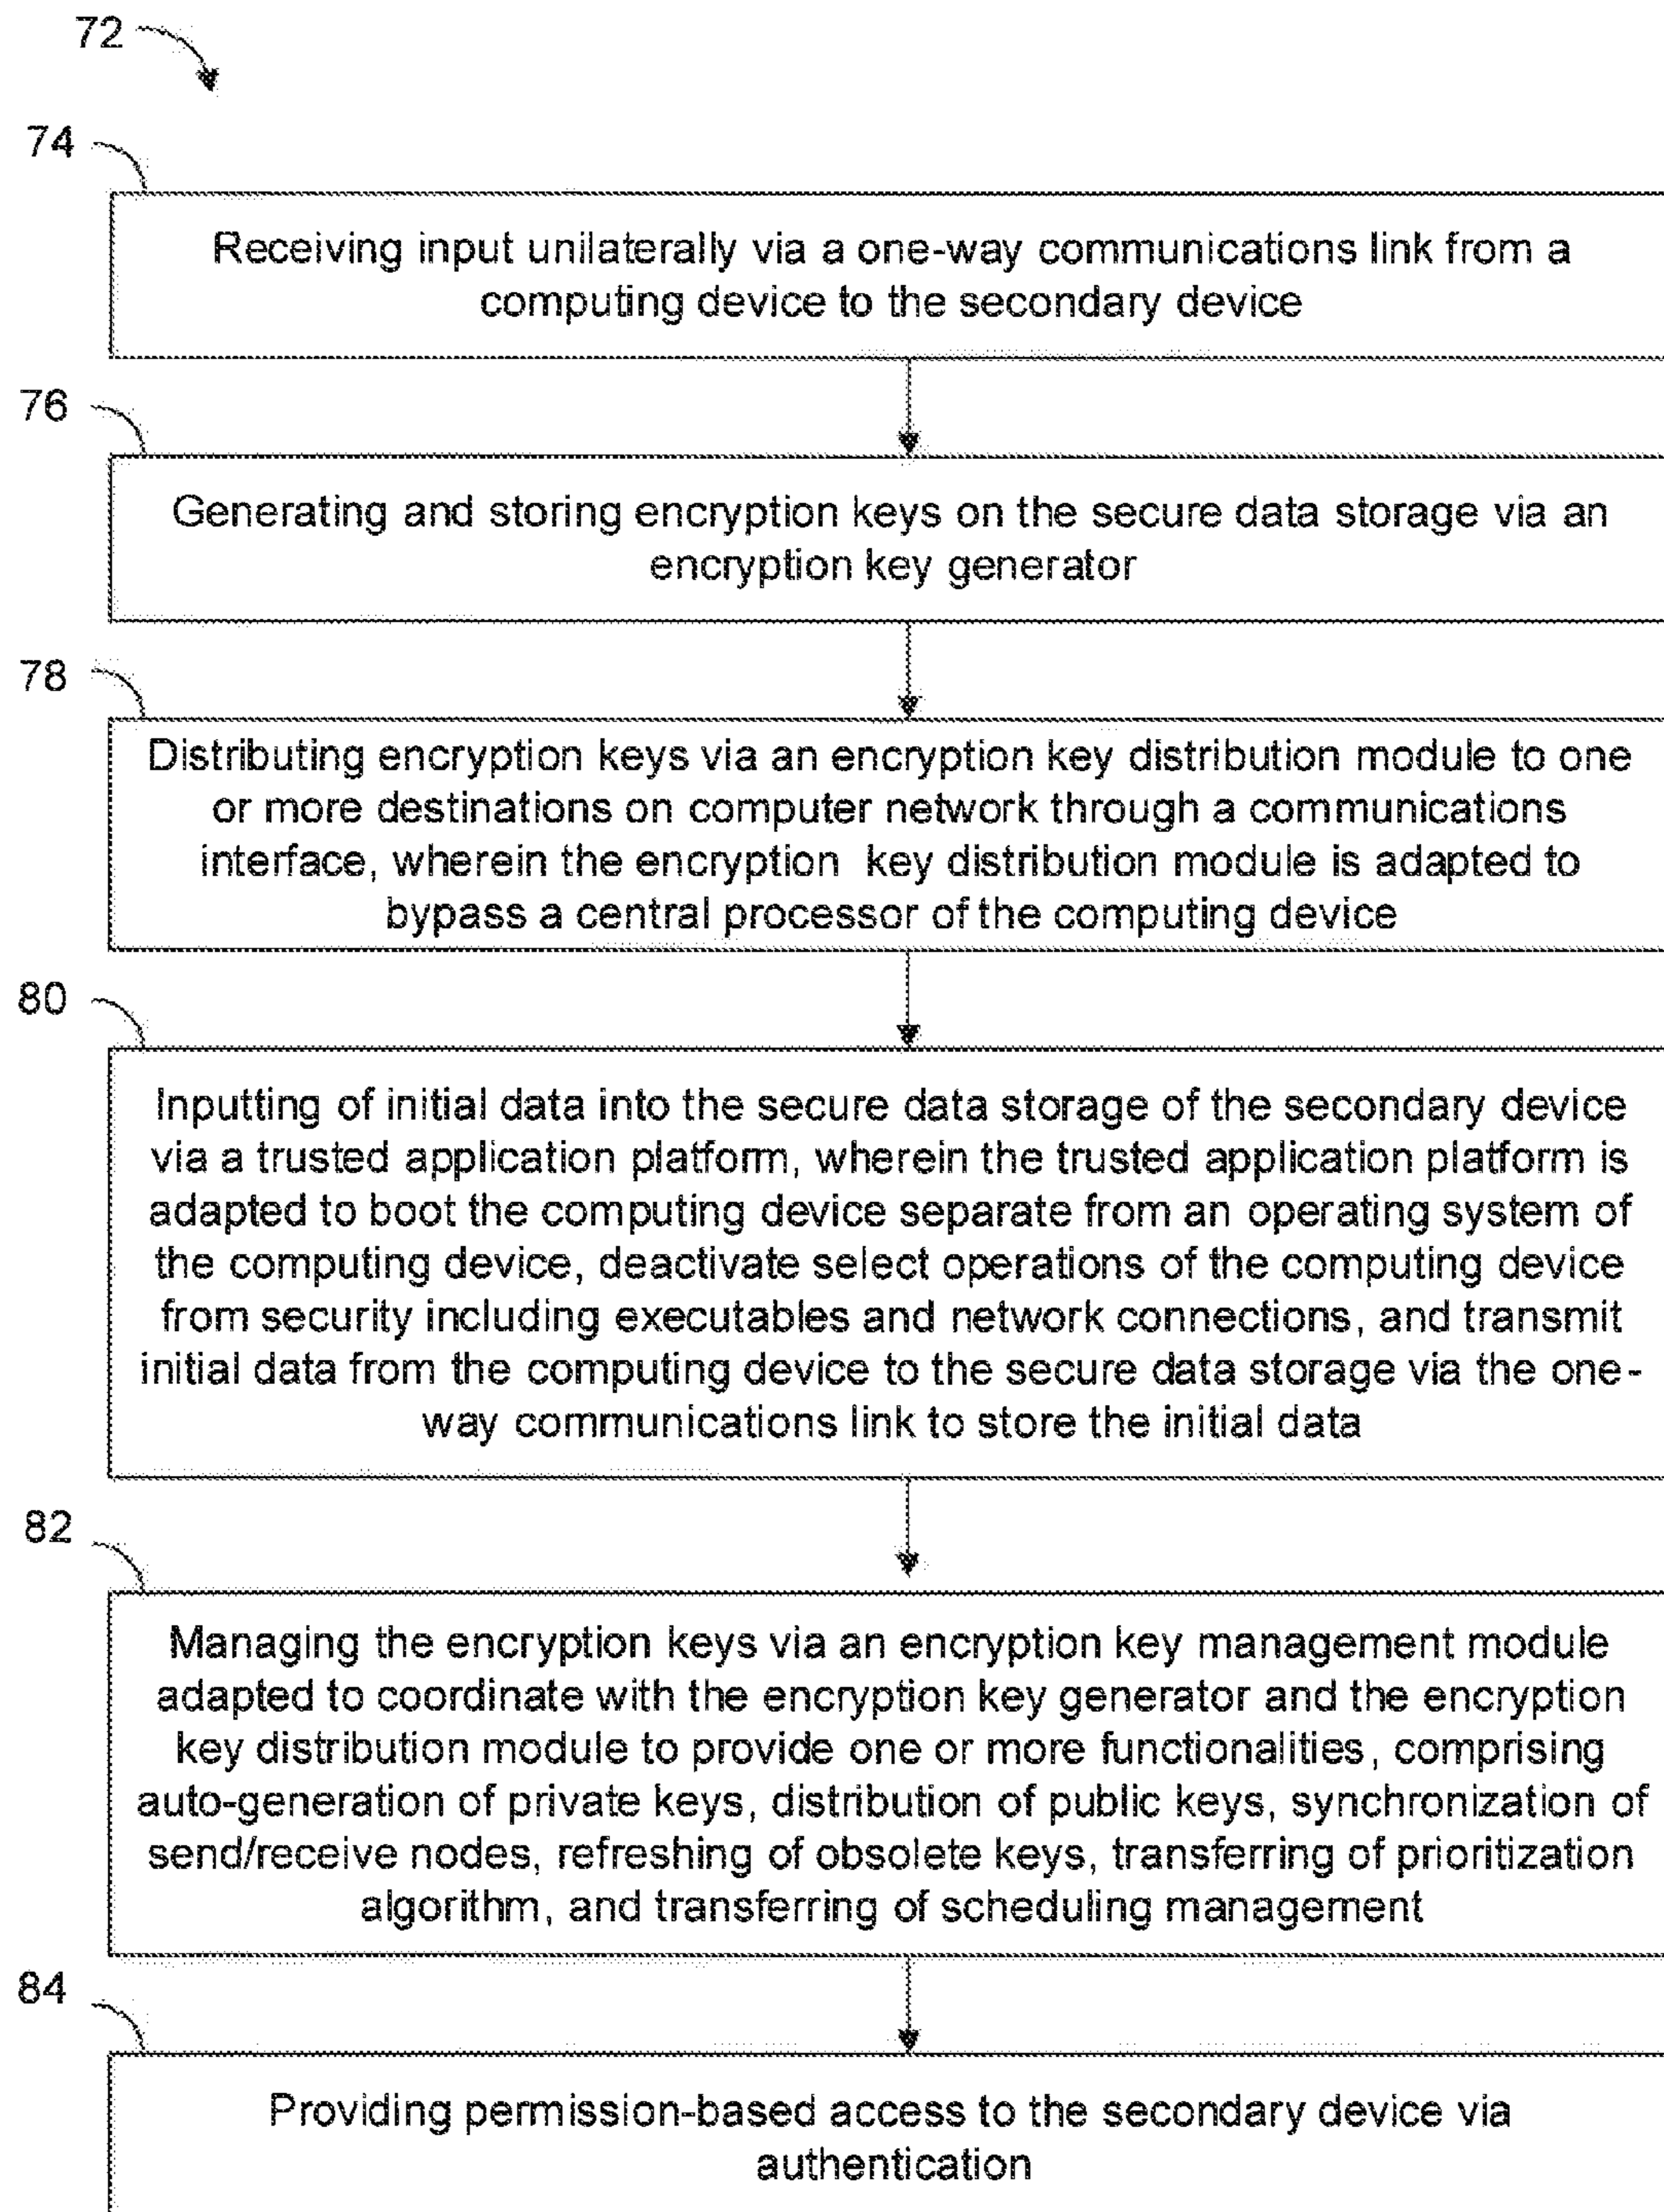 72
74
Receiving input unilaterally via a one-way communications link from a
computing device to the secondary device
76
Generating and storing encryption keys on the secure data storage via an
encryption key generator
78
Distributing encryption keys via an encryption key distribution module to one
or more destinations on computer network through a communications
interface, wherein the encryption key distribution module is adapted to
bypass a central processor of the computing device
80
Inputting of initial data into the secure data storage of the secondary device
via a trusted application platform, wherein the trusted application platform is
adapted to boot the computing device separate from an operating system of
the computing device, deactivate select operations of the computing device
from security including executables and network connections, and transmit
initial data from the computing device to the secure data storage via the one-
way communications link to store the initial data
82
Managing the encryption keys via an encryption key management module
adapted to coordinate with the encryption key generator and the encryption
key distribution module to provide one or more functionalities, comprising
auto-generation of private keys, distribution of public keys, synchronization of
send/receive nodes, refreshing of obsolete keys, transferring of prioritization
algorithm, and transferring of scheduling management
84
Providing permission-based access to the secondary device via
authentication